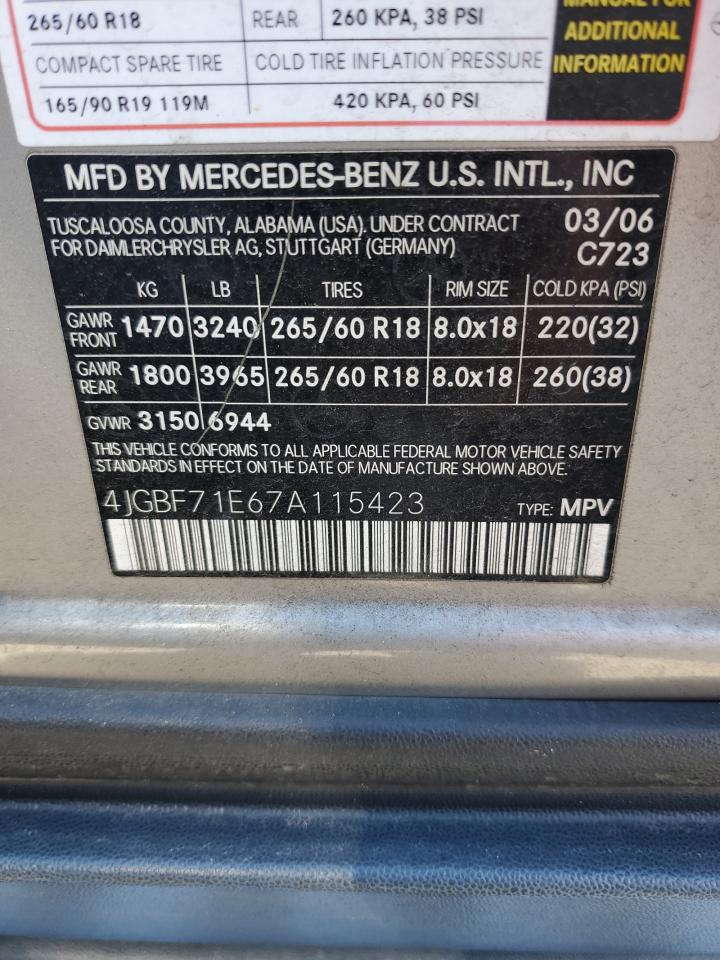 265/60 R18 REAR 260 KPA, 38 PSI
MANUAL FOR
ADDITIONAL
INFORMATION
COMPACT SPARE TIRE COLD TIRE INFLATION PRESSURE
165/90 R19 119M 420 KPA, 60 PSI
MFD BY MERCEDES-BENZ U.S. INTL., INC
TUSCALOOSA COUNTY, ALABAMA (USA). UNDER CONTRACT 03/06
FOR DAIMLERCHRYSLER AG, STUTTGART (GERMANY) C723
KG LB TIRES RIM SIZE COLD KPA (PSI)
GAWR FRONT 1470 3240 265/60 R18 8.0x18 220(32)
GAWR REAR 1800 3965 265/60 R18 8.0x18 260(38)
GVWR 3150 6944
THIS VEHICLE CONFORMS TO ALL APPLICABLE FEDERAL MOTOR VEHICLE SAFETY
STANDARDS IN EFFECT ON THE DATE OF MANUFACTURE SHOWN ABOVE.
4JGBF71E67A115423 TYPE: MPV